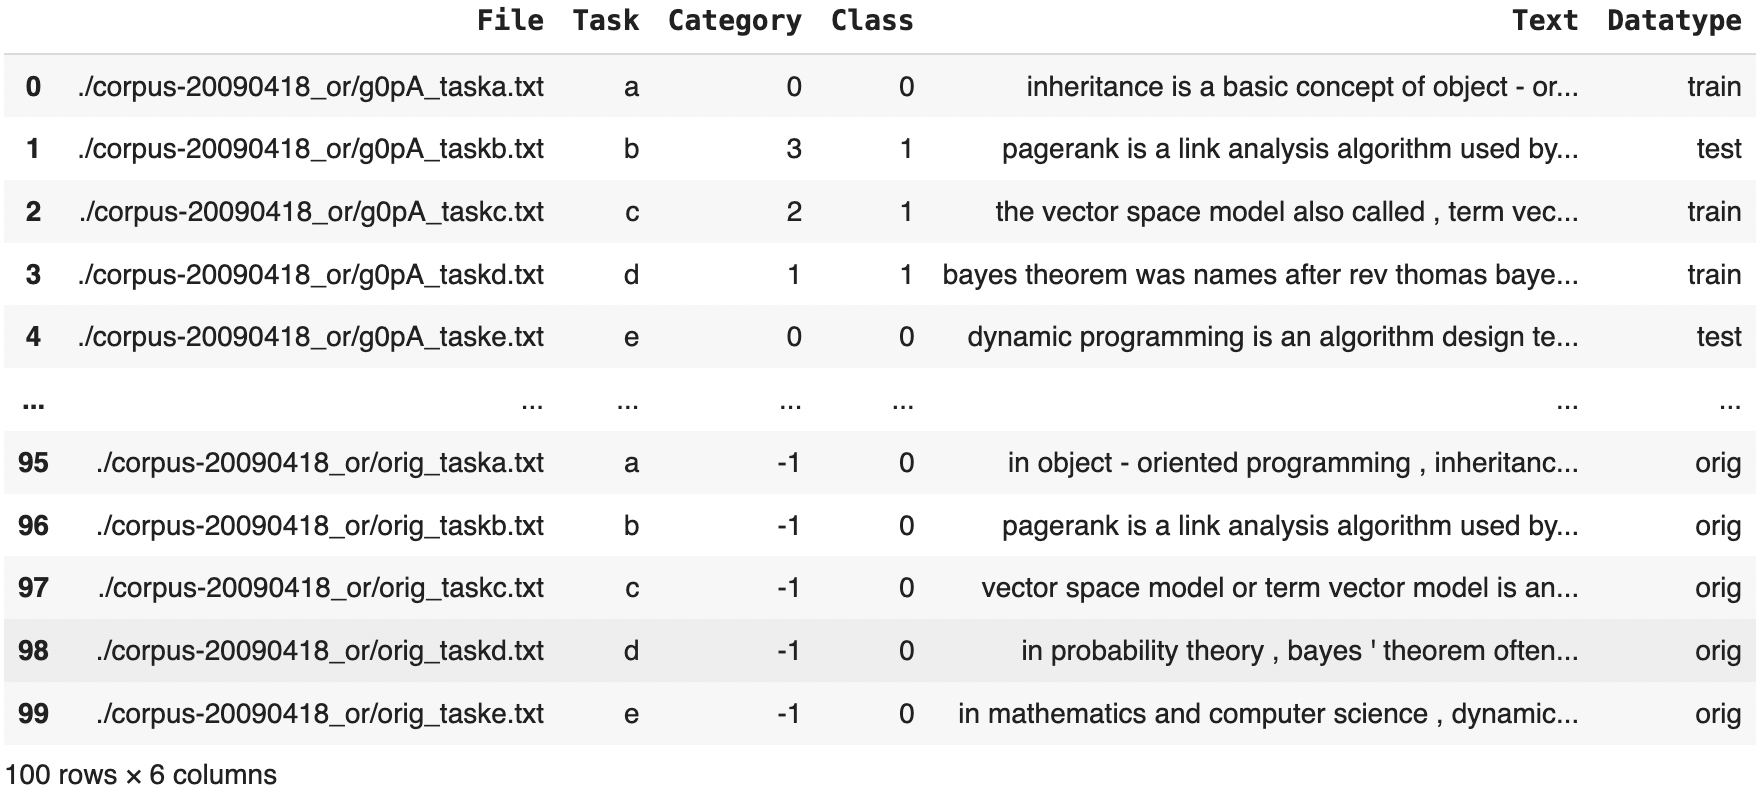 File Task Category Class Text Datatype
0 ./corpus-20090418_or/g0pA_taska.txt a 0 0 inheritance is a basic concept of object - or... train
1 ./corpus-20090418_or/g0pA_taskb.txt b 3 1 pagerank is a link analysis algorithm used by... test
2 ./corpus-20090418_or/g0pA_taskc.txt c 2 1 the vector space model also called , term vec... train
3 ./corpus-20090418_or/g0pA_taskd.txt d 1 1 bayes theorem was names after rev thomas baye... train
4 ./corpus-20090418_or/g0pA_taske.txt e 0 0 dynamic programming is an algorithm design te... test
... ... ... ... ... ... ...
95 ./corpus-20090418_or/orig_taska.txt a -1 0 in object - oriented programming , inheritanc... orig
96 ./corpus-20090418_or/orig_taskb.txt b -1 0 pagerank is a link analysis algorithm used by... orig
97 ./corpus-20090418_or/orig_taskc.txt c -1 0 vector space model or term vector model is an... orig
98 ./corpus-20090418_or/orig_taskd.txt d -1 0 in probability theory , bayes ' theorem often... orig
99 ./corpus-20090418_or/orig_taske.txt e -1 0 in mathematics and computer science , dynamic... orig
100 rows × 6 columns